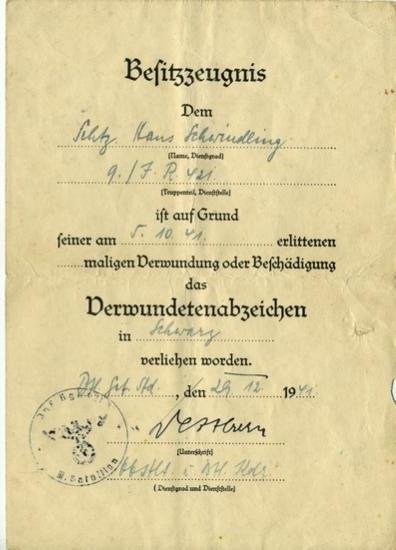 Besitzzeugnis
Dem
Schtz. Hans Schwindling
(Name, Dienstgrad)
9./J.R. 421
(Truppenteil, Dienststelle)
ist auf Grund
seiner am 5.10.41. erlittenen
........maligen Verwundung oder Beschädigung
das
Verwundetenabzeichen
in Schwarz
verliehen worden.
, den 29. 12. 1941.
(Unterschrift)
(Dienstgrad und Dienststelle)